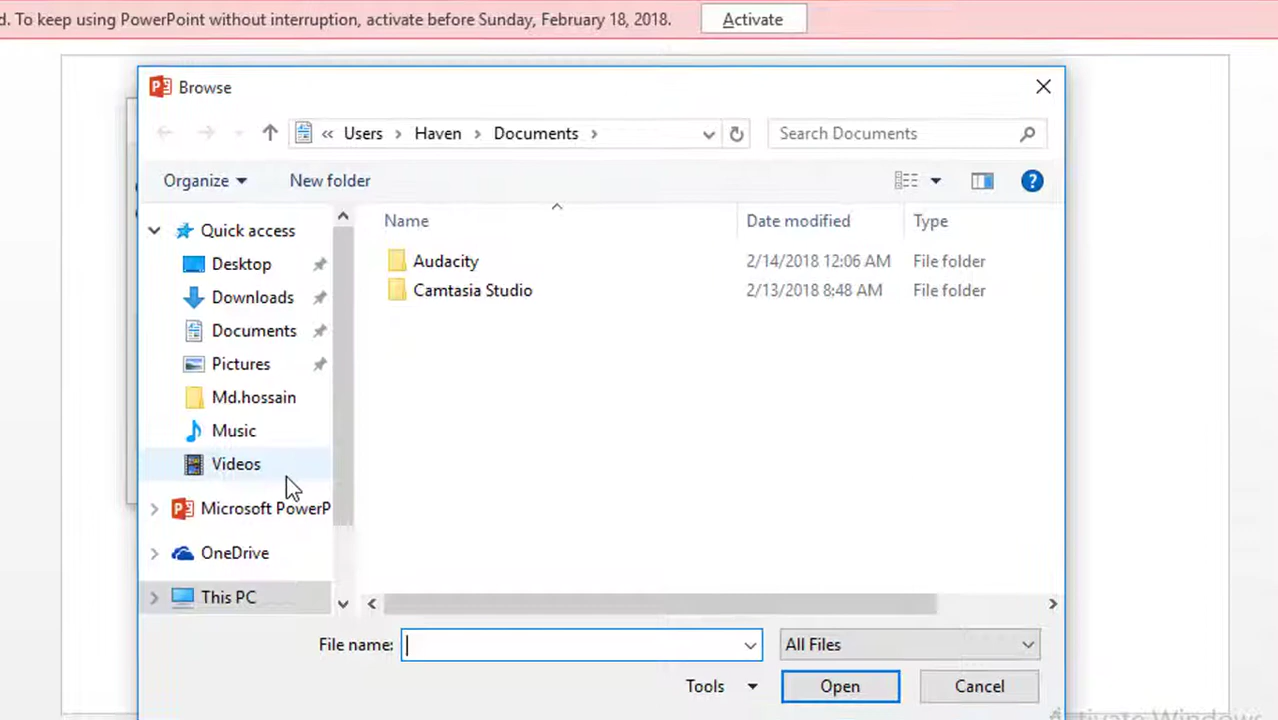 d. To keep using PowerPoint without interruption, activate before Sunday, February 18, 2018. Activate
Browse
« Users > Haven > Documents > Search Documents
Organize New folder
Name Date modified Type
Quick access
Desktop
Downloads
Documents
Pictures
Md.hossain
Music
Videos
Microsoft PowerP
OneDrive
This PC
Audacity 2/14/2018 12:06 AM File folder
Camtasia Studio 2/13/2018 8:48 AM File folder
File name: All Files
Tools Open Cancel
Activate Windows